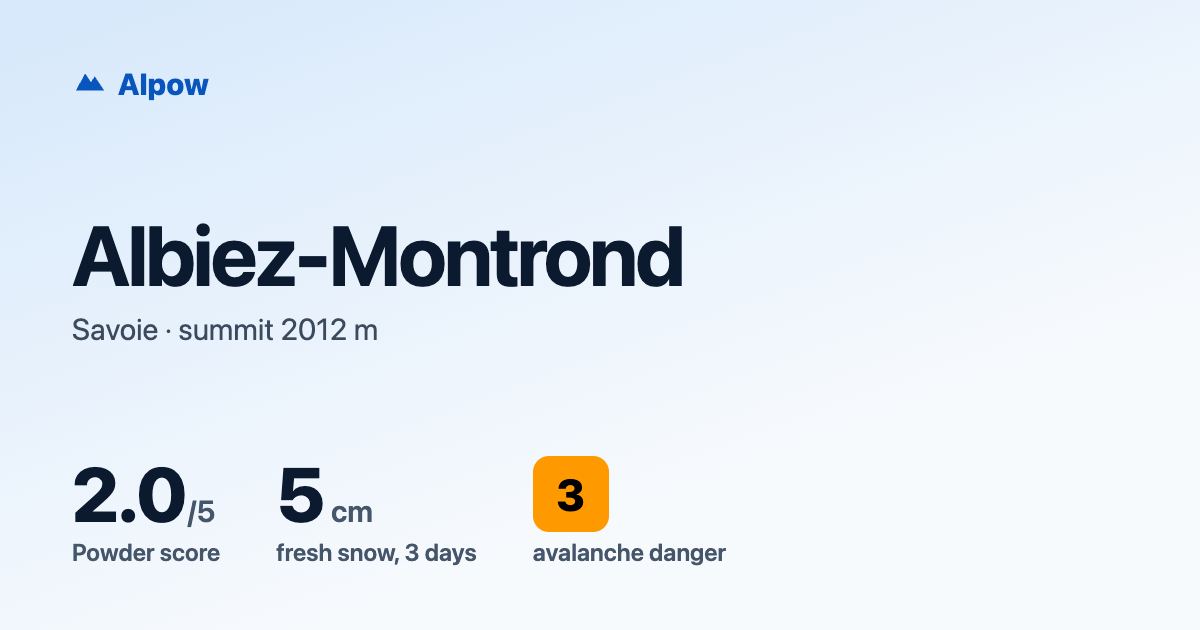 Alpow
Albiez-Montrond
Savoie · summit 2012 m
2.0/5
Powder score
5 cm
fresh snow, 3 days
3
avalanche danger